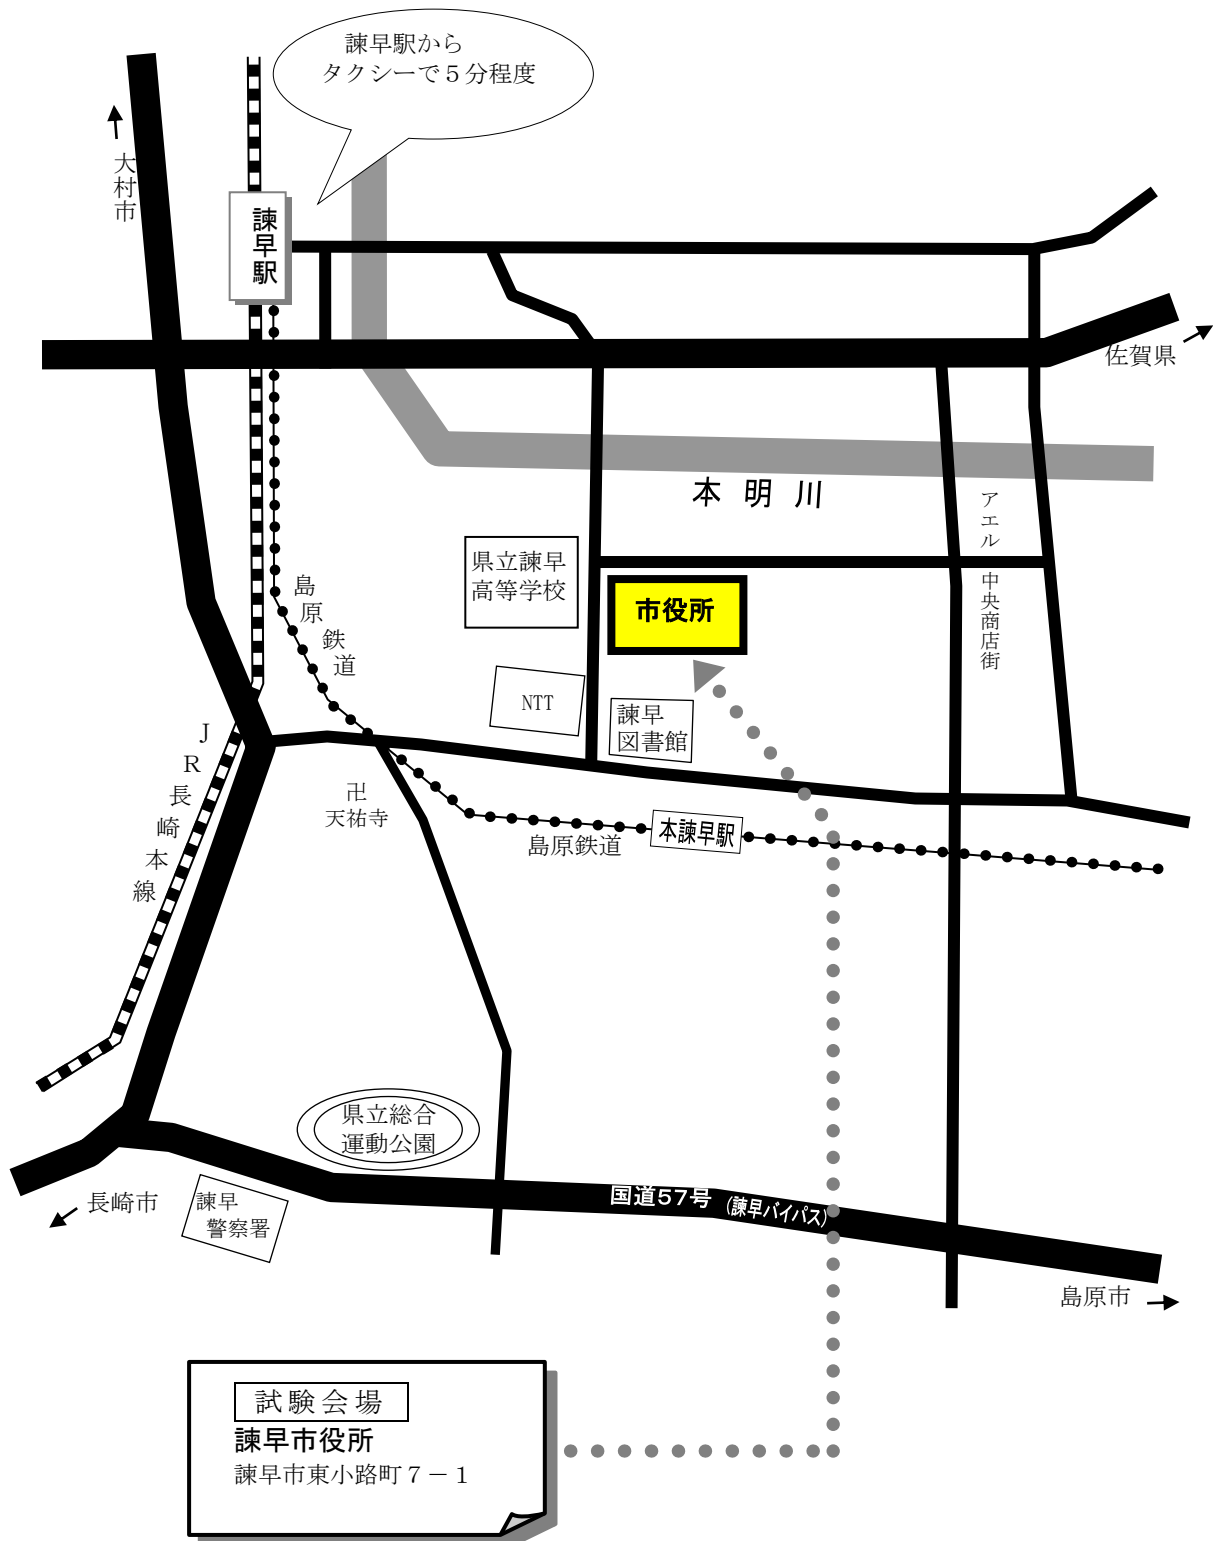 諫早駅から
タクシーで５分程度
大村市
諫早駅
佐賀県
本明川
アエル中央商店街
県立諫早
高等学校
市役所
島原鉄道
NTT
諫早
図書館
ＪＲ長崎本線
卍
天祐寺
島原鉄道
本諫早駅
県立総合
運動公園
長崎市
諫早
警察署
国道57号（諫早バイパス）
島原市
試験会場
諫早市役所
諫早市東小路町７－１